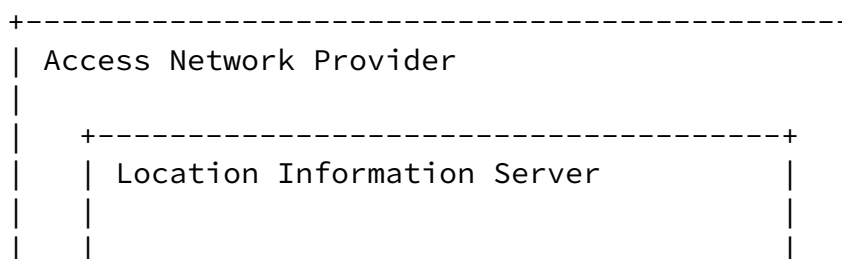 +----------------------------------------------
| Access Network Provider
|
|   +--------------------------------------+
|   | Location Information Server          |
|   |                                      |
|   |                                      |